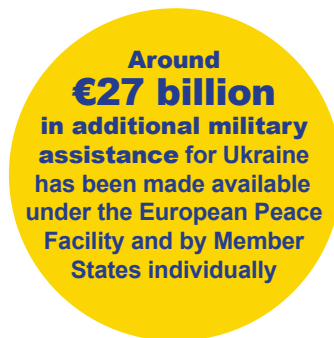 Around
€27 billion
in additional military
assistance for Ukraine
has been made available
under the European Peace
Facility and by Member
States individually